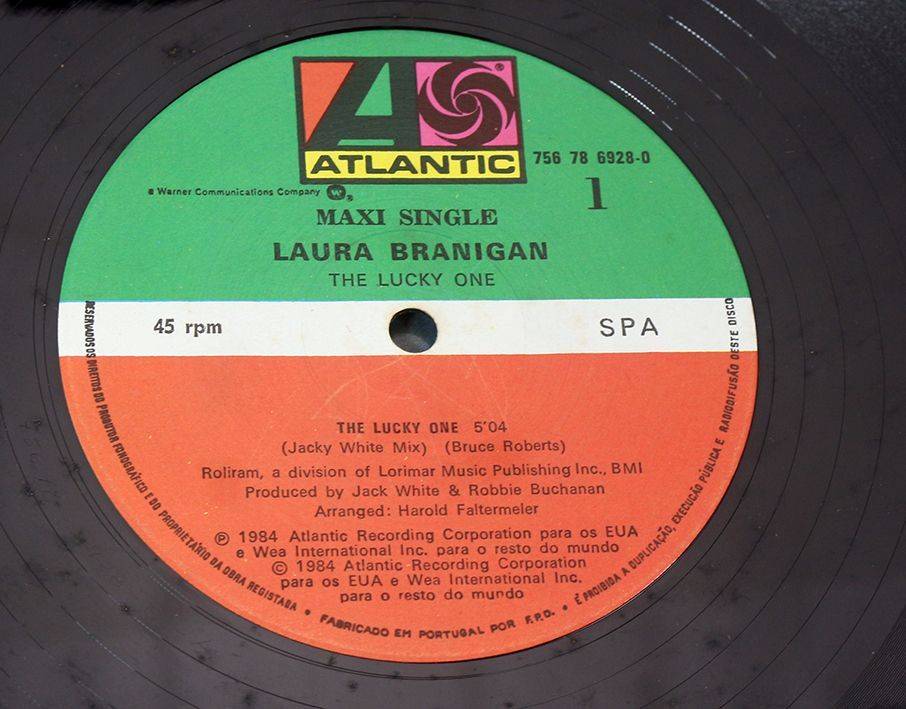 A
ATLANTIC
®
756 78 6928-0
1
a Warner Communications Company
MAXI SINGLE
LAURA BRANIGAN
THE LUCKY ONE
45 rpm
SPA
THE LUCKY ONE 5'04
(Jacky White Mix) (Bruce Roberts)
Roliram, a division of Lorimar Music Publishing Inc., BMI
Produced by Jack White & Robbie Buchanan
Arranged: Harold Faltermeler
℗ 1984 Atlantic Recording Corporation para os EUA
e Wea International Inc. para o resto do mundo
© 1984 Atlantic Recording Corporation
para os EUA e Wea International Inc.
para o resto do mundo
RESERVADOS OS DIREITOS DO PRODUTOR FONOGRÁFICO E DO PROPRIETÁRIO DA OBRA REGISTADA • FABRICADO EM PORTUGAL POR F.P.D. • É PROIBIDA A DUPLICAÇÃO, EXECUÇÃO PÚBLICA E RADIODIFUSÃO DESTE DISCO